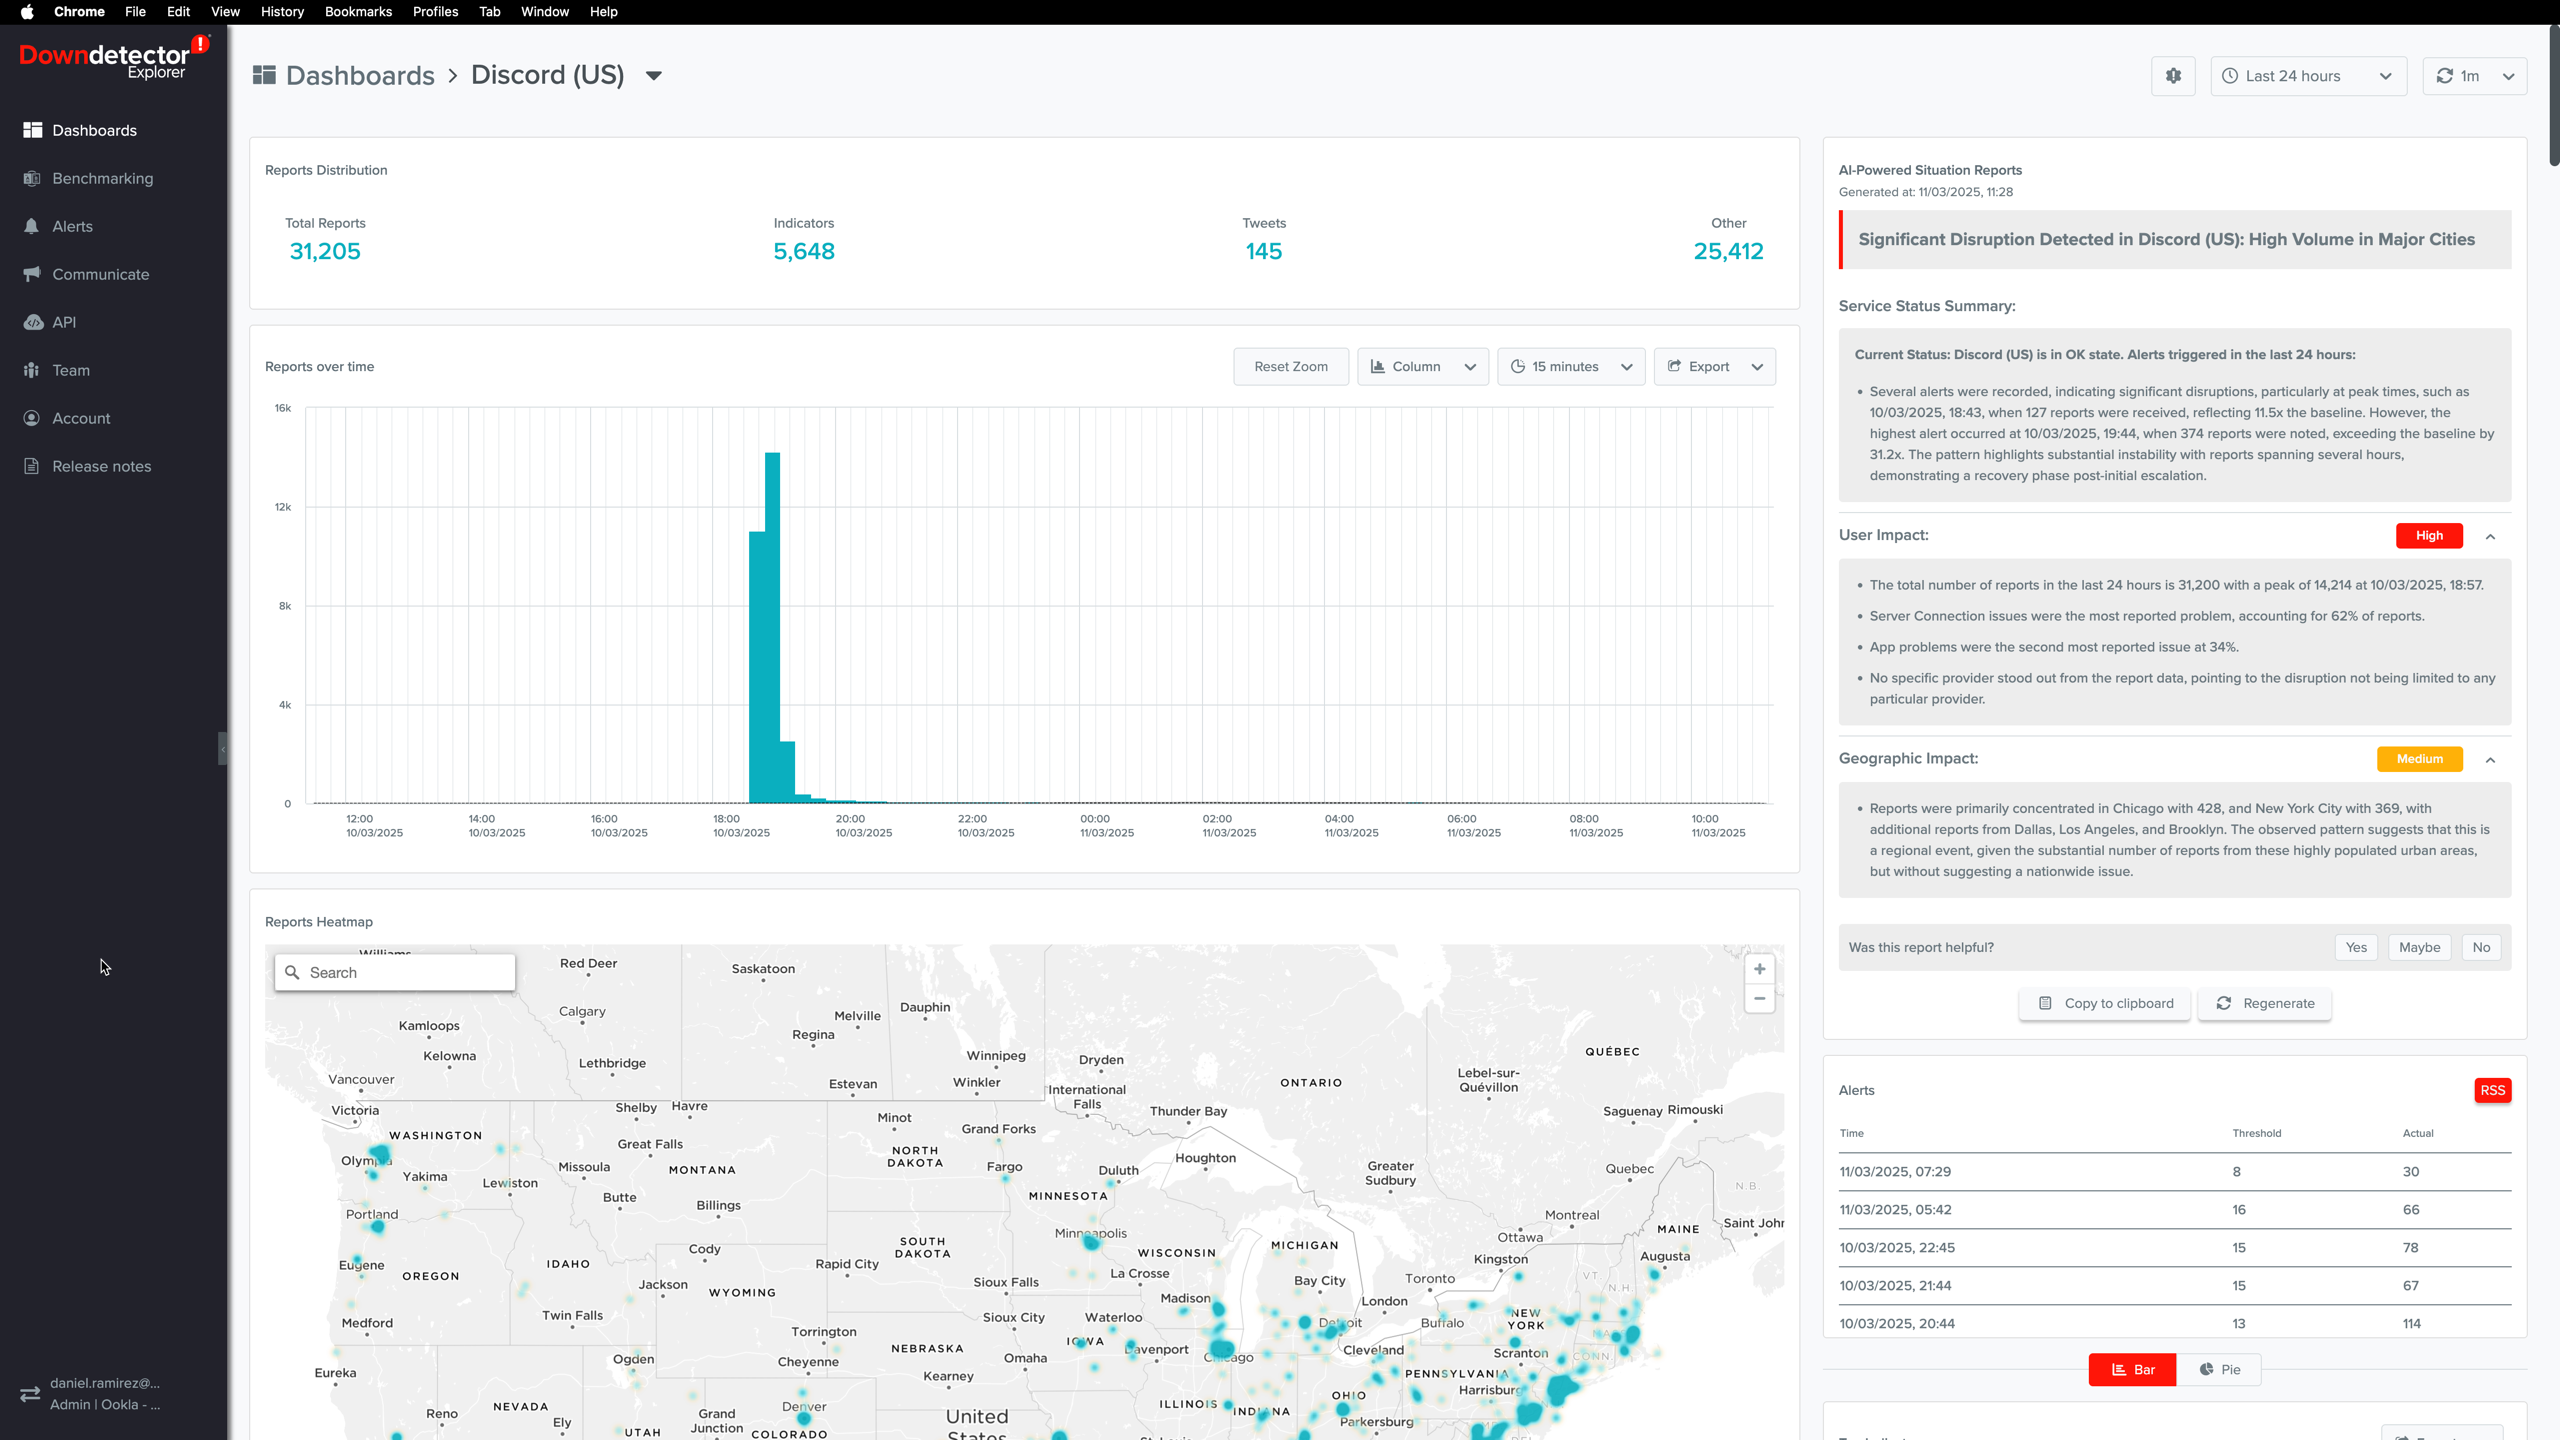 Chrome File Edit View History Bookmarks Profiles Tab Window Help
Downdetector
Explorer
Dashboards
Benchmarking
Alerts
Communicate
API
Team
Account
Release notes
daniel.ramirez@...
Admin | Ookla - ...
Dashboards > Discord (US)
Last 24 hours
1m
Reports Distribution
Total Reports
31,205
Indicators
5,648
Tweets
145
Other
25,412
Reports over time
Reset Zoom
Column
15 minutes
Export
16k
12k
8k
4k
0
12:00
10/03/2025
14:00
10/03/2025
16:00
10/03/2025
18:00
10/03/2025
20:00
10/03/2025
22:00
10/03/2025
00:00
11/03/2025
02:00
11/03/2025
04:00
11/03/2025
06:00
11/03/2025
08:00
11/03/2025
10:00
11/03/2025
Reports Heatmap
Search
Red Deer
Saskatoon
Calgary
Dauphin
Melville
Kamloops
Regina
Kelowna
Lethbridge
Winnipeg
Dryden
QUÉBEC
Vancouver
Estevan
Winkler
International
Falls
ONTARIO
Lebel-sur-
Quévillon
Victoria
Shelby
Havre
Minot
Thunder Bay
Saguenay
Rimouski
WASHINGTON
Great Falls
Grand Forks
Olympia
Yakima
Missoula
MONTANA
NORTH
DAKOTA
Fargo
Duluth
Houghton
Greater
Sudbury
Quebec
Lewiston
Butte
Billings
MINNESOTA
N.B.
Portland
Minneapolis
Montreal
MAINE
Saint John
Cody
SOUTH
DAKOTA
WISCONSIN
MICHIGAN
Ottawa
Kingston
Augusta
Eugene
OREGON
IDAHO
Jackson
Rapid City
Sioux Falls
La Crosse
Bay City
Toronto
VT.
N.H.
WYOMING
Madison
London
Medford
Twin Falls
Sioux City
Waterloo
Detroit
Buffalo
NEW
YORK
Torrington
NEBRASKA
IOWA
Davenport
Chicago
Cleveland
Scranton
CONN.
Eureka
Ogden
Cheyenne
Omaha
Kearney
PENNSYLVANIA
Harrisburg
Reno
NEVADA
Ely
UTAH
Grand
Junction
Denver
COLORADO
United
States
ILLINOIS
INDIANA
OHIO
Parkersburg
AI-Powered Situation Reports
Generated at: 11/03/2025, 11:28
Significant Disruption Detected in Discord (US): High Volume in Major Cities
Service Status Summary:
Current Status: Discord (US) is in OK state. Alerts triggered in the last 24 hours:
• Several alerts were recorded, indicating significant disruptions, particularly at peak times, such as
10/03/2025, 18:43, when 127 reports were received, reflecting 11.5x the baseline. However, the
highest alert occurred at 10/03/2025, 19:44, when 374 reports were noted, exceeding the baseline by
31.2x. The pattern highlights substantial instability with reports spanning several hours,
demonstrating a recovery phase post-initial escalation.
User Impact:
High
• The total number of reports in the last 24 hours is 31,200 with a peak of 14,214 at 10/03/2025, 18:57.
• Server Connection issues were the most reported problem, accounting for 62% of reports.
• App problems were the second most reported issue at 34%.
• No specific provider stood out from the report data, pointing to the disruption not being limited to any
particular provider.
Geographic Impact:
Medium
• Reports were primarily concentrated in Chicago with 428, and New York City with 369, with
additional reports from Dallas, Los Angeles, and Brooklyn. The observed pattern suggests that this is
a regional event, given the substantial number of reports from these highly populated urban areas,
but without suggesting a nationwide issue.
Was this report helpful?
Yes
Maybe
No
Copy to clipboard
Regenerate
Alerts
RSS
Time Threshold Actual
11/03/2025, 07:29 8 30
11/03/2025, 05:42 16 66
10/03/2025, 22:45 15 78
10/03/2025, 21:44 15 67
10/03/2025, 20:44 13 114
Bar
Pie